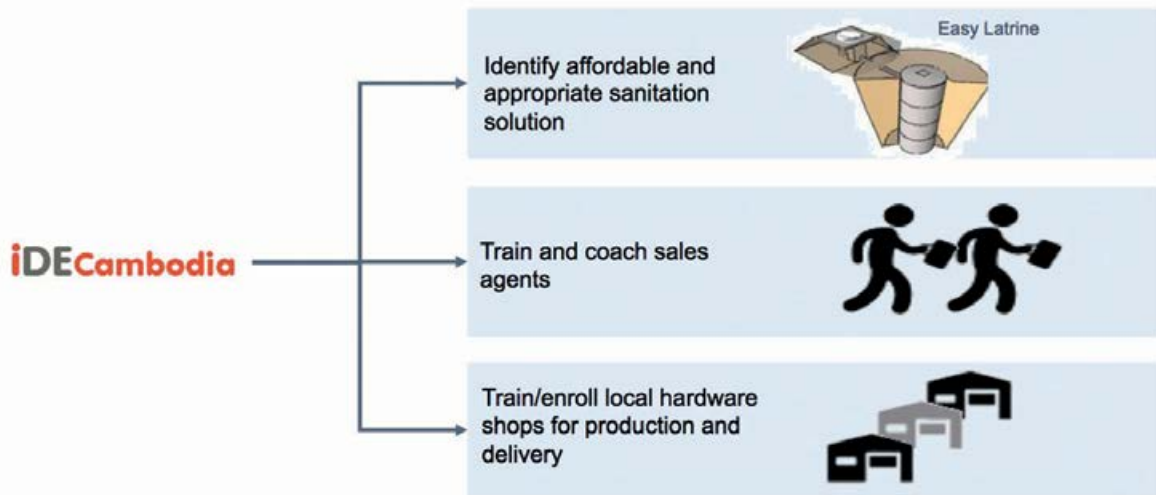 Easy Latrine
Identify affordable and
appropriate sanitation
solution
iDECambodia
Train and coach sales
agents
Train/enroll local hardware
shops for production and
delivery